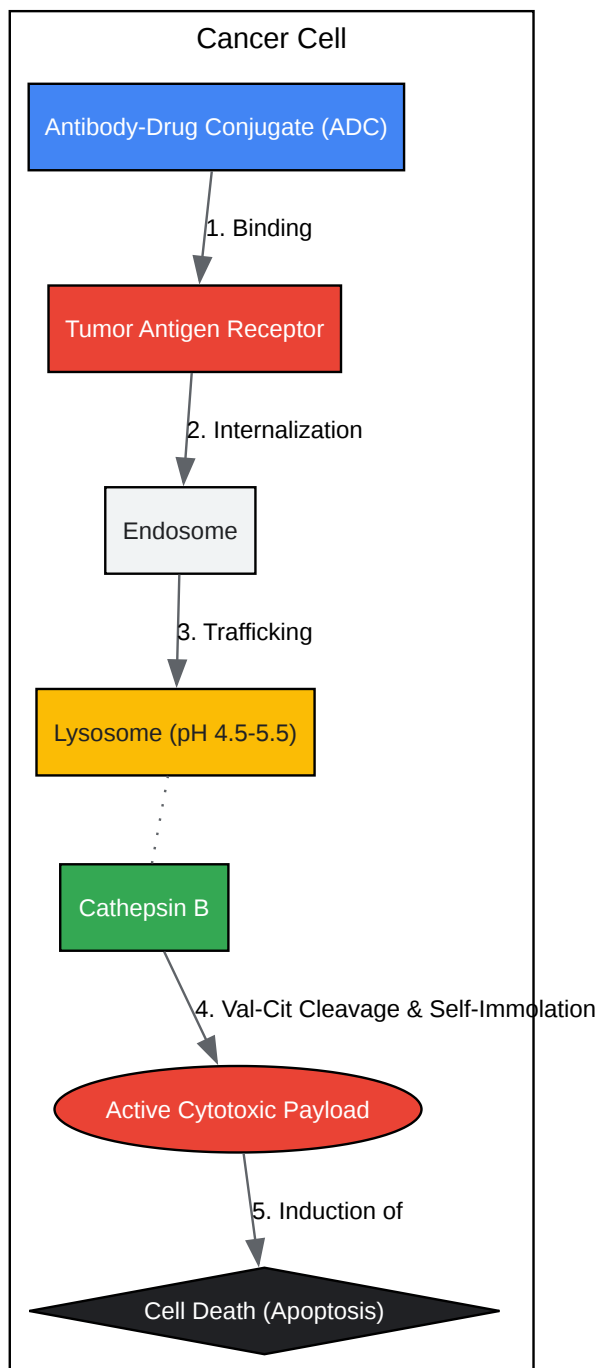 Cancer Cell
Antibody-Drug Conjugate (ADC)
1. Binding
Tumor Antigen Receptor
2. Internalization
Endosome
3. Trafficking
Lysosome (pH 4.5-5.5)
Cathepsin B
4. Val-Cit Cleavage & Self-Immolation
Active Cytotoxic Payload
5. Induction of
Cell Death (Apoptosis)